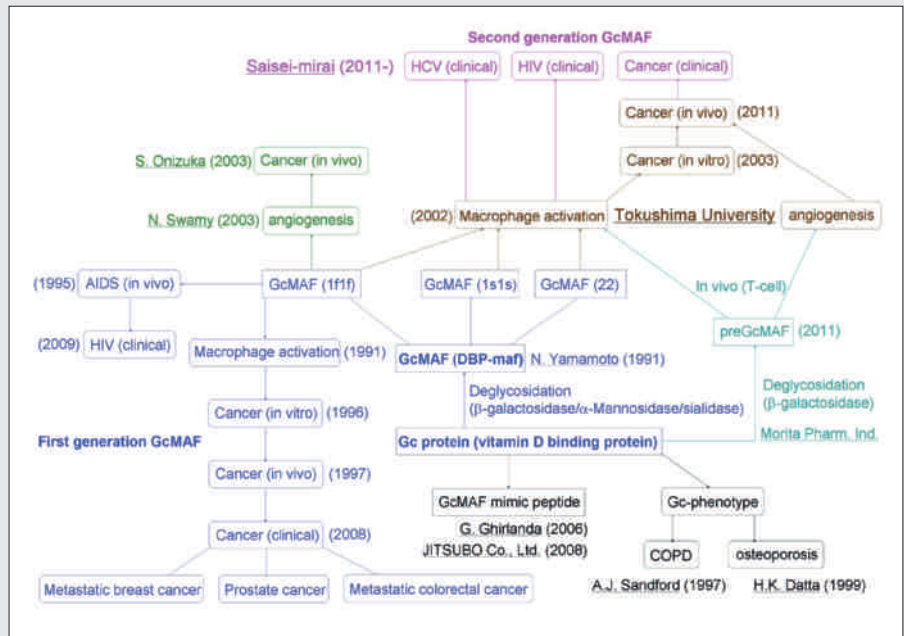 Second generation GcMAF
Saisei-mirai (2011-) HCV (clinical) HIV (clinical) Cancer (clinical)
Cancer (in vivo) (2011)
S. Onizuka (2003) Cancer (in vivo) Cancer (in vitro) (2003)
N. Swamy (2003) angiogenesis (2002) Macrophage activation Tokushima University angiogenesis
(1995) AIDS (in vivo) GcMAF (1f1f) GcMAF (1s1s) GcMAF (22) In vivo (T-cell)
(2009) HIV (clinical) Macrophage activation (1991) GcMAF (DBP-maf) N. Yamamoto (1991) preGcMAF (2011)
Deglycosidation
(β-galactosidase/α-Mannosidase/sialidase)
Deglycosidation
(β-galactosidase)
Cancer (in vitro) (1996)
First generation GcMAF Gc protein (vitamin D binding protein) Morita Pharm. Ind.
Cancer (in vivo) (1997)
GcMAF mimic peptide Gc-phenotype
G. Ghirlanda (2006)
JITSUBO Co., Ltd. (2008)
Cancer (clinical) (2008) COPD osteoporosis
A.J. Sandford (1997) H.K. Datta (1999)
Metastatic breast cancer Prostate cancer Metastatic colorectal cancer